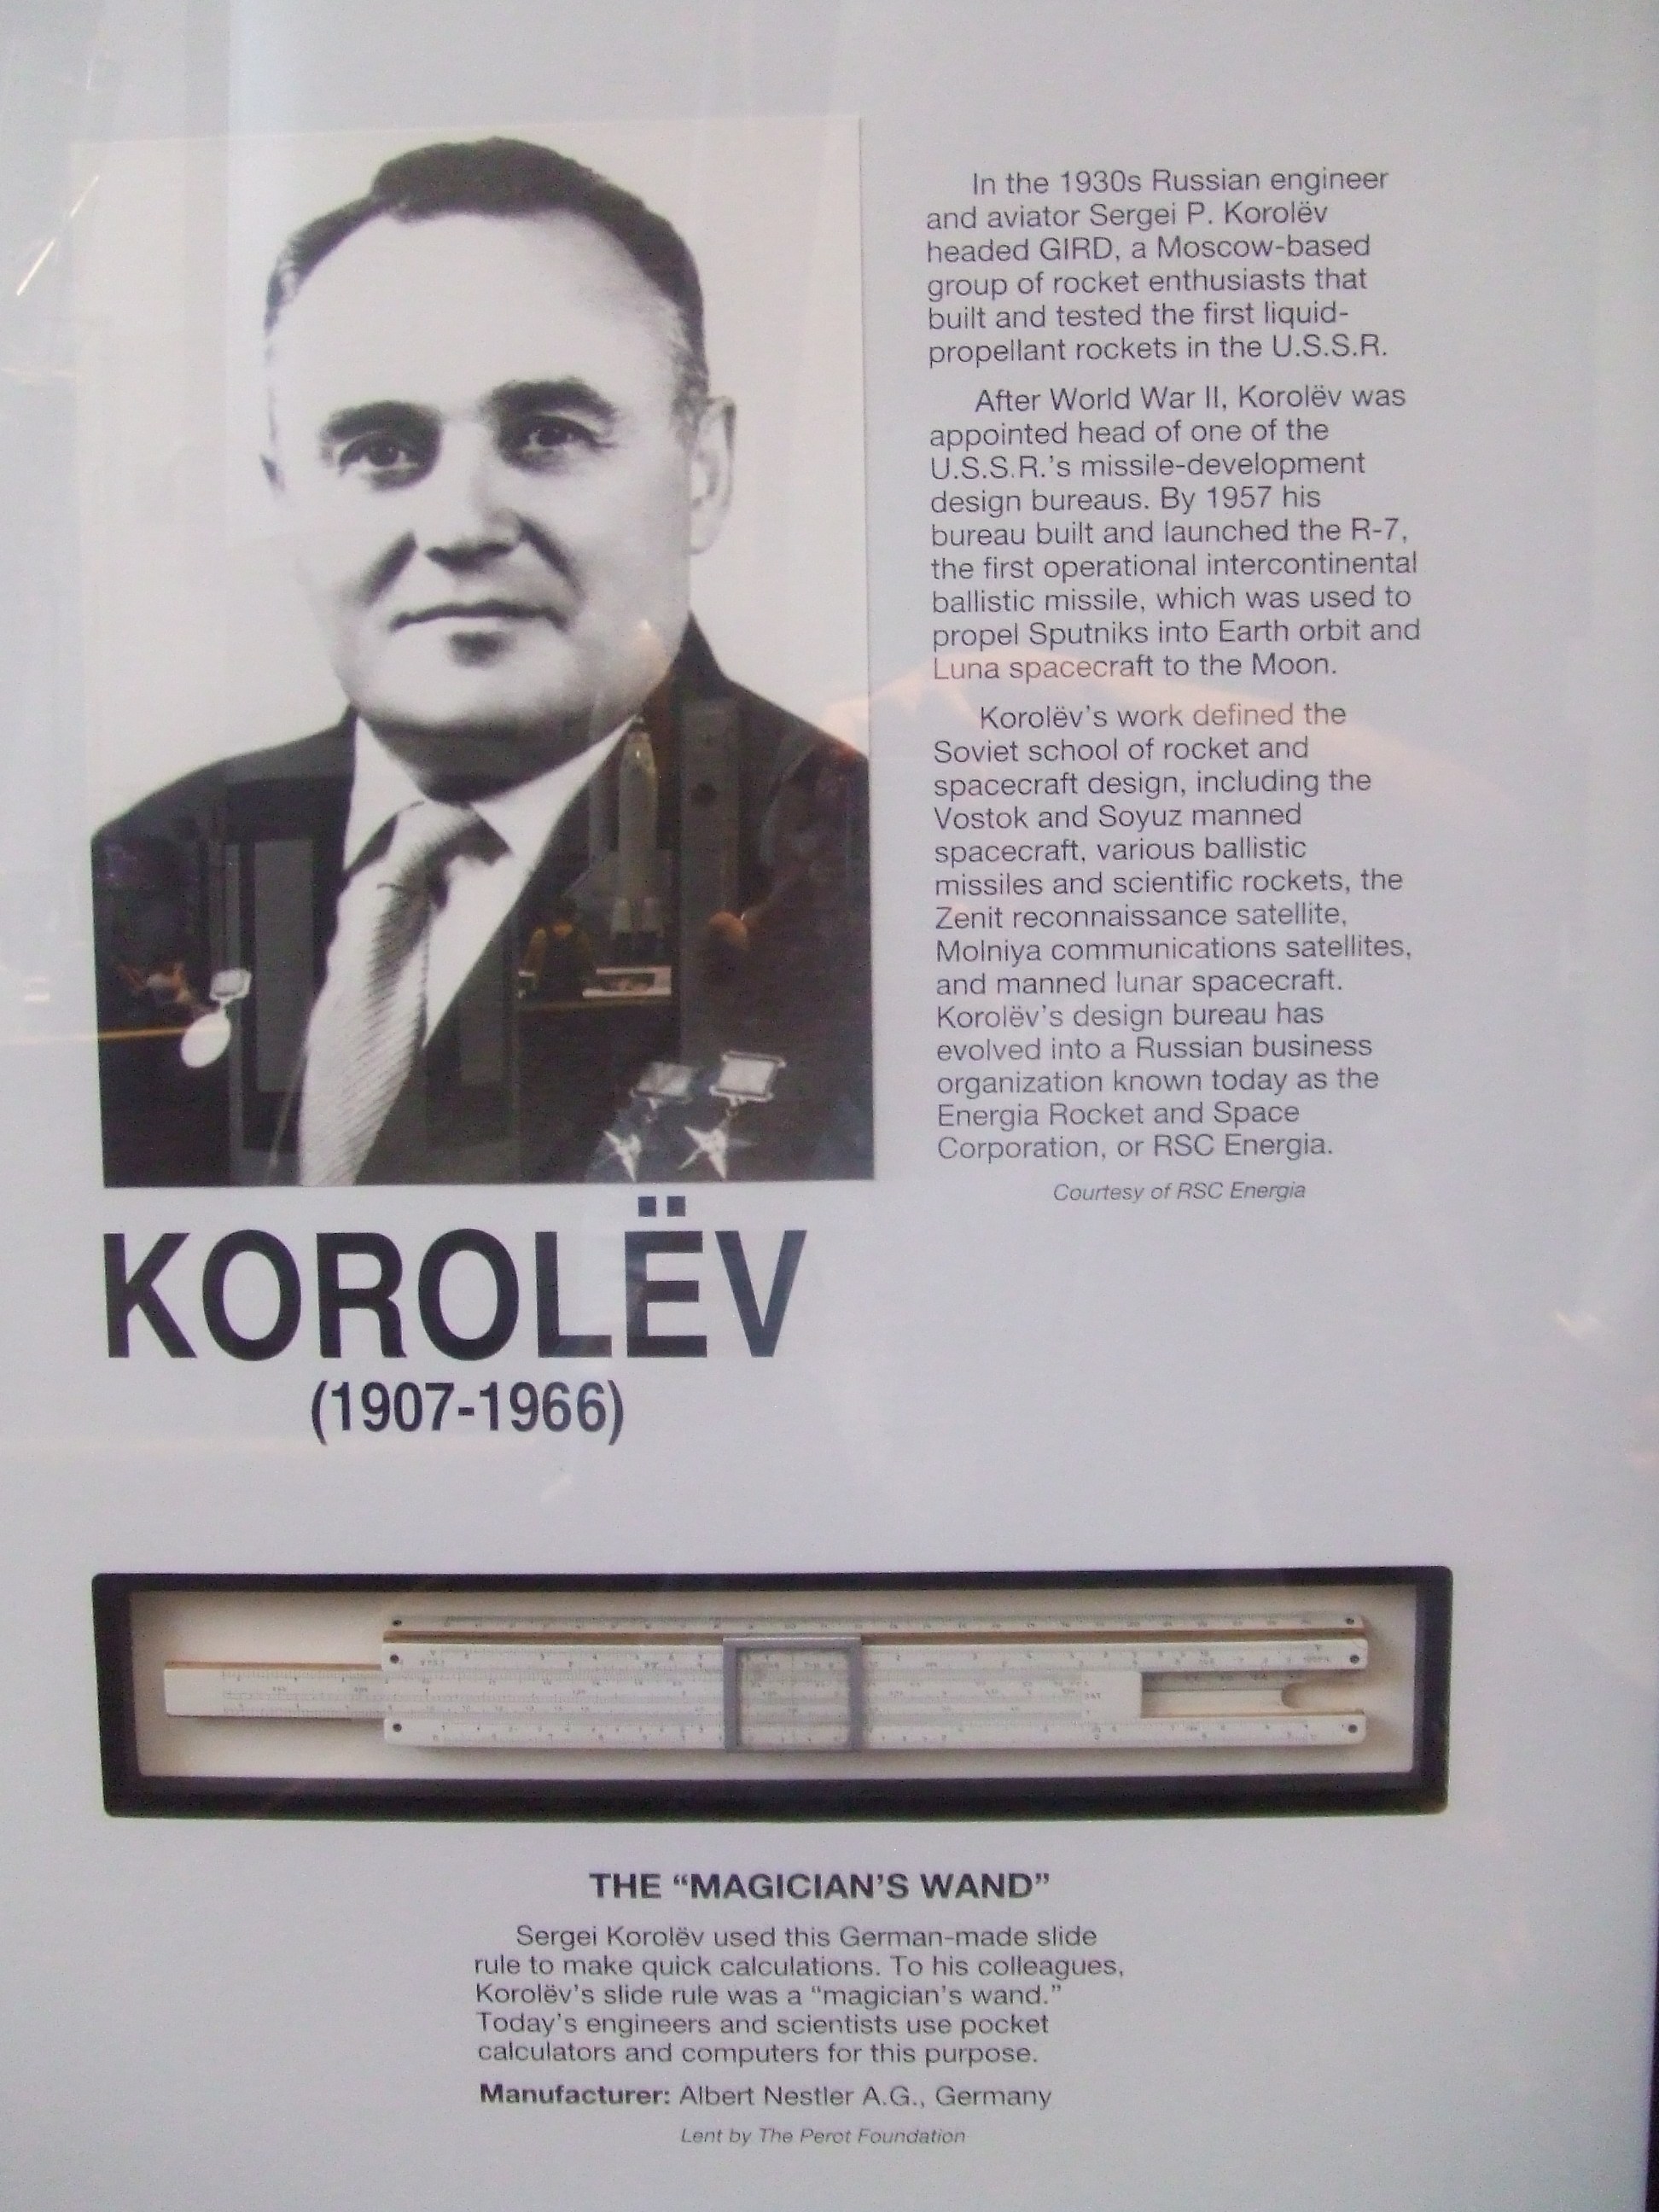 In the 1930s Russian engineer
and aviator Sergei P. Korolëv
headed GIRD, a Moscow-based
group of rocket enthusiasts that
built and tested the first liquid-
propellant rockets in the U.S.S.R.
After World War II, Korolëv was
appointed head of one of the
U.S.S.R.'s missile-development
design bureaus. By 1957 his
bureau built and launched the R-7,
the first operational intercontinental
ballistic missile, which was used to
propel Sputniks into Earth orbit and
Luna spacecraft to the Moon.
Korolëv's work defined the
Soviet school of rocket and
spacecraft design, including the
Vostok and Soyuz manned
spacecraft, various ballistic
missiles and scientific rockets, the
Zenit reconnaissance satellite,
Molniya communications satellites,
and manned lunar spacecraft.
Korolëv's design bureau has
evolved into a Russian business
organization known today as the
Energia Rocket and Space
Corporation, or RSC Energia.
Courtesy of RSC Energia
KOROLËV
(1907-1966)
THE “MAGICIAN'S WAND”
Sergei Korolëv used this German-made slide
rule to make quick calculations. To his colleagues,
Korolëv's slide rule was a “magician's wand.”
Today's engineers and scientists use pocket
calculators and computers for this purpose.
Manufacturer: Albert Nestler A.G., Germany
Lent by The Perot Foundation